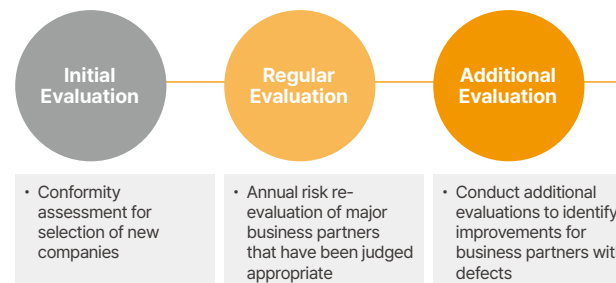 Initial
Evaluation
Regular
Evaluation
Additional
Evaluation
• Conformity
assessment for
selection of new
companies
• Annual risk re-
evaluation of major
business partners
that have been judged
appropriate
• Conduct additional
evaluations to identify
improvements for
business partners with
defects